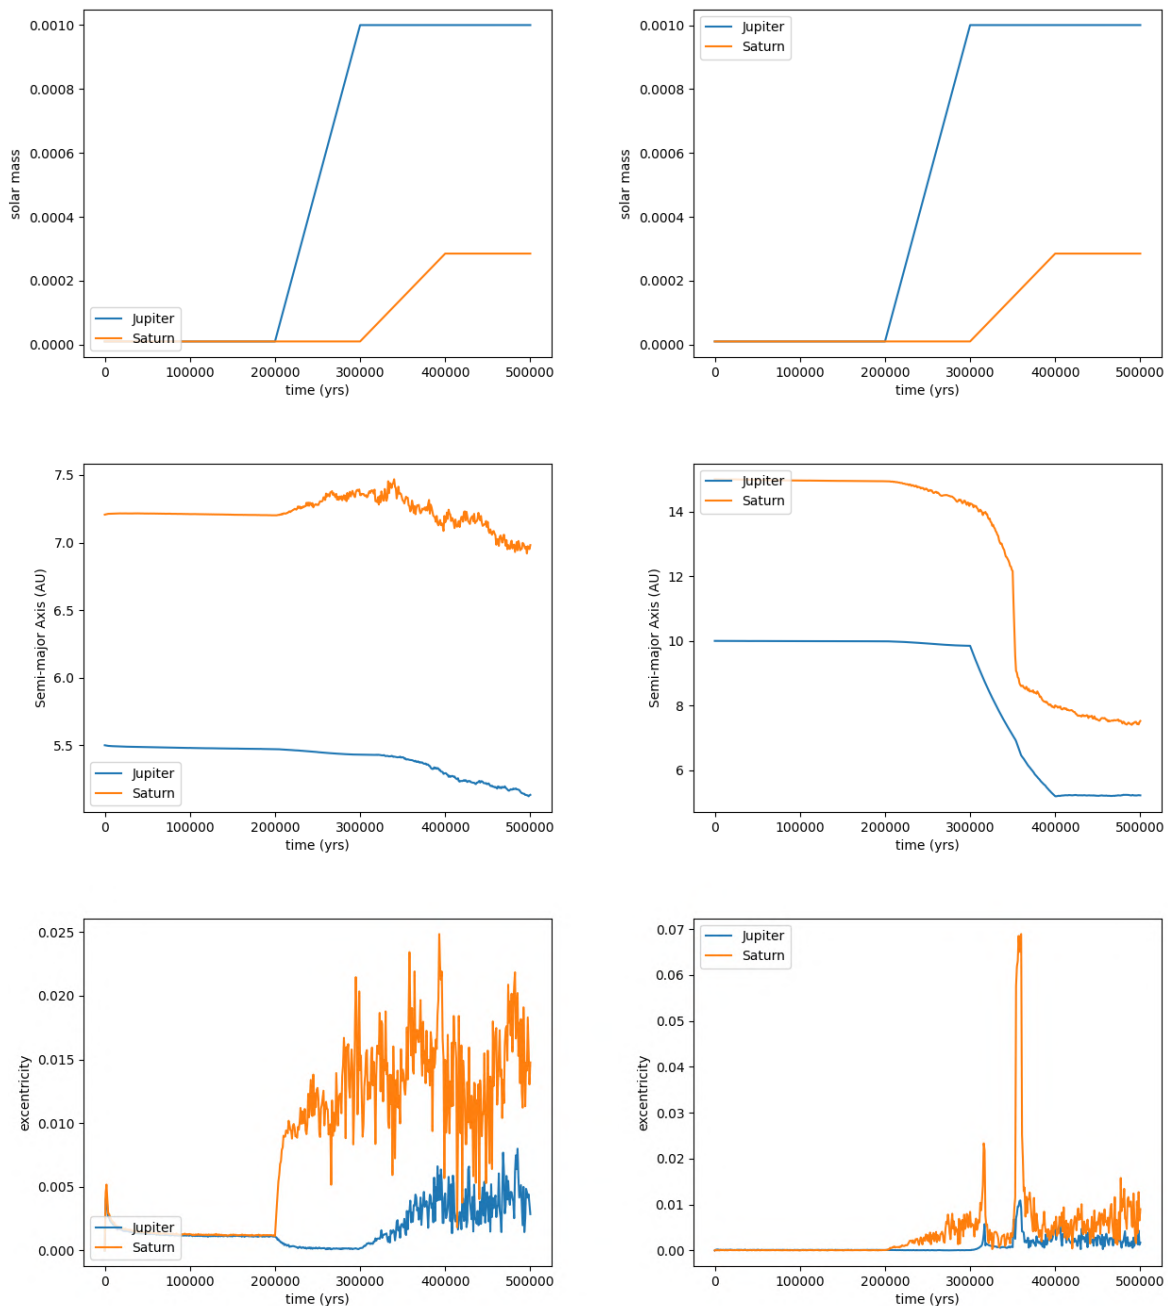 0.0010
0.0008
0.0006
0.0004
0.0002
0.0000
solar mass
Jupiter
Saturn
0 100000 200000 300000 400000 500000
time (yrs)
0.0010
0.0008
0.0006
0.0004
0.0002
0.0000
solar mass
Jupiter
Saturn
0 100000 200000 300000 400000 500000
time (yrs)
7.5
7.0
6.5
6.0
5.5
Semi-major Axis (AU)
Jupiter
Saturn
0 100000 200000 300000 400000 500000
time (yrs)
14
12
10
8
6
Semi-major Axis (AU)
Jupiter
Saturn
0 100000 200000 300000 400000 500000
time (yrs)
0.025
0.020
0.015
0.010
0.005
0.000
excentricity
Jupiter
Saturn
0 100000 200000 300000 400000 500000
time (yrs)
0.07
0.06
0.05
0.04
0.03
0.02
0.01
0.00
excentricity
Jupiter
Saturn
0 100000 200000 300000 400000 500000
time (yrs)